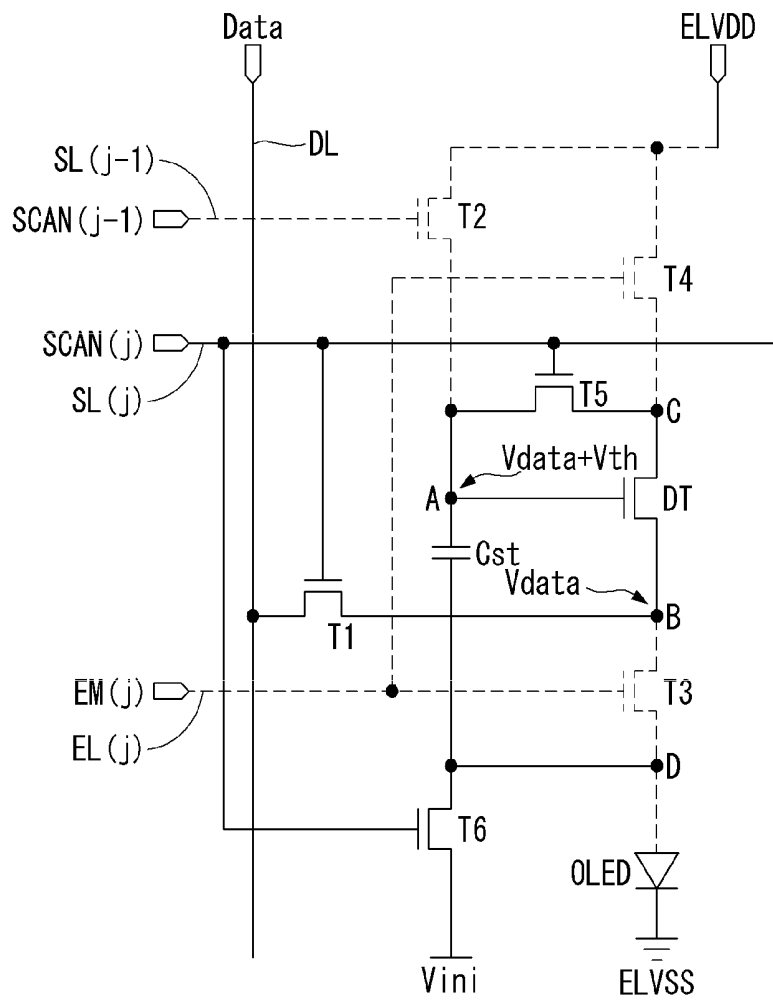 Data
ELVDD
DL
SL(j-1)
SCAN(j-1)
T2
T4
SCAN(j)
SL(j)
T5
C
Vdata+Vth
A
DT
Cst
Vdata
B
T1
EM(j)
T3
EL(j)
D
T6
OLED
Vini
ELVSS